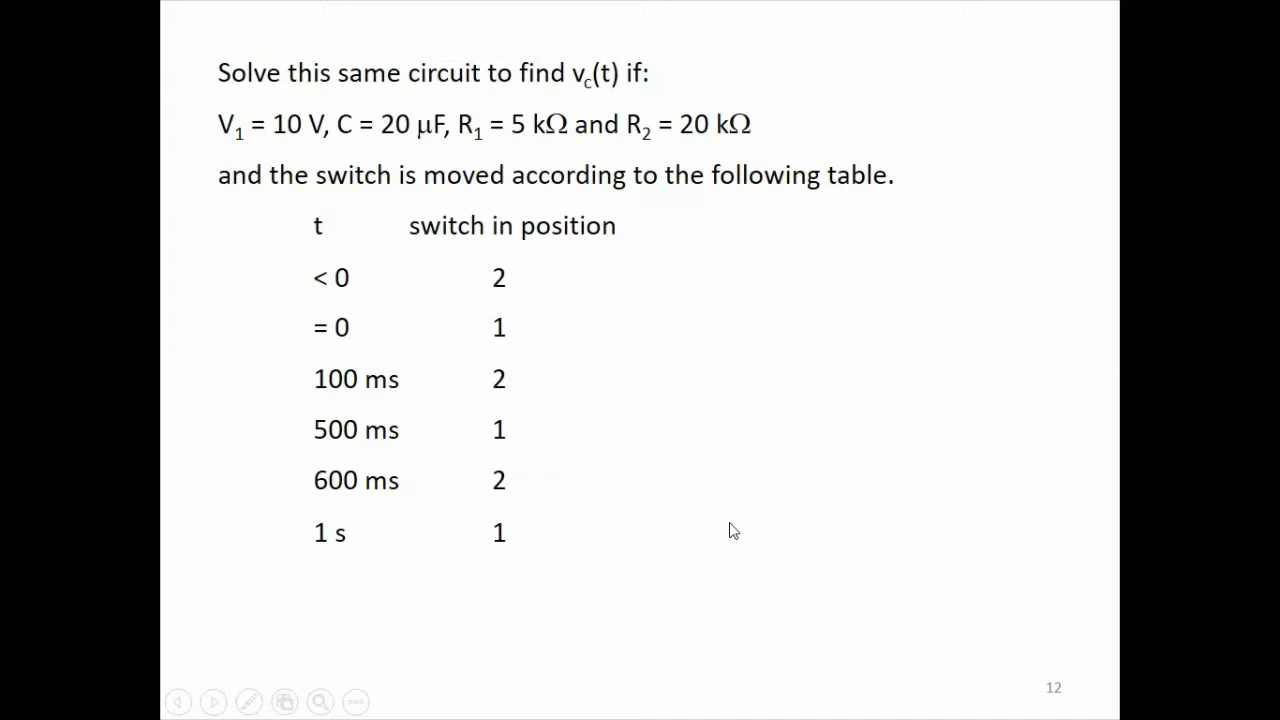 Solve this same circuit to find vc(t) if:
V1 = 10 V, C = 20 μF, R1 = 5 kΩ and R2 = 20 kΩ
and the switch is moved according to the following table.
t switch in position
< 0 2
= 0 1
100 ms 2
500 ms 1
600 ms 2
1 s 1
12